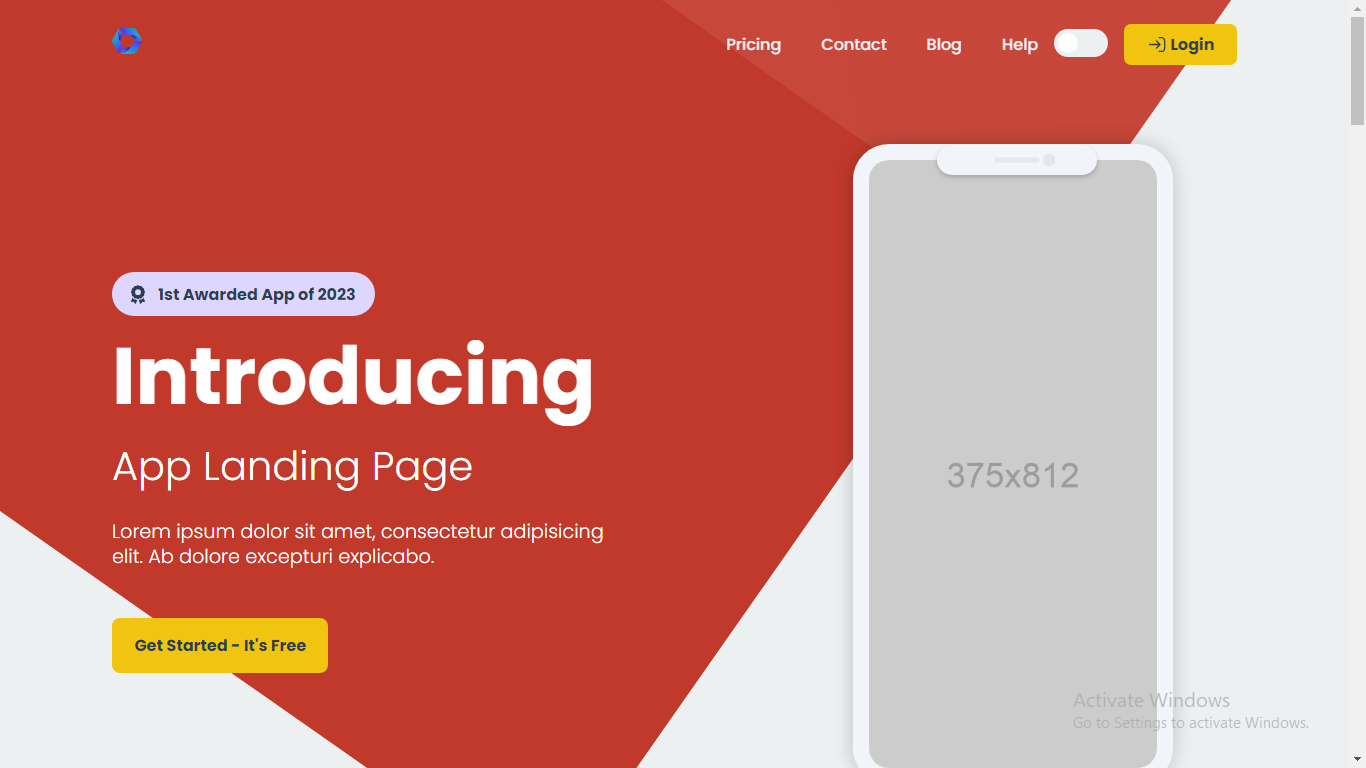 Pricing Contact Blog Help Login
1st Awarded App of 2023
Introducing
App Landing Page
Lorem ipsum dolor sit amet, consectetur adipisicing
elit. Ab dolore excepturi explicabo.
Get Started - It's Free
375x812
Activate Windows
Go to Settings to activate Windows.